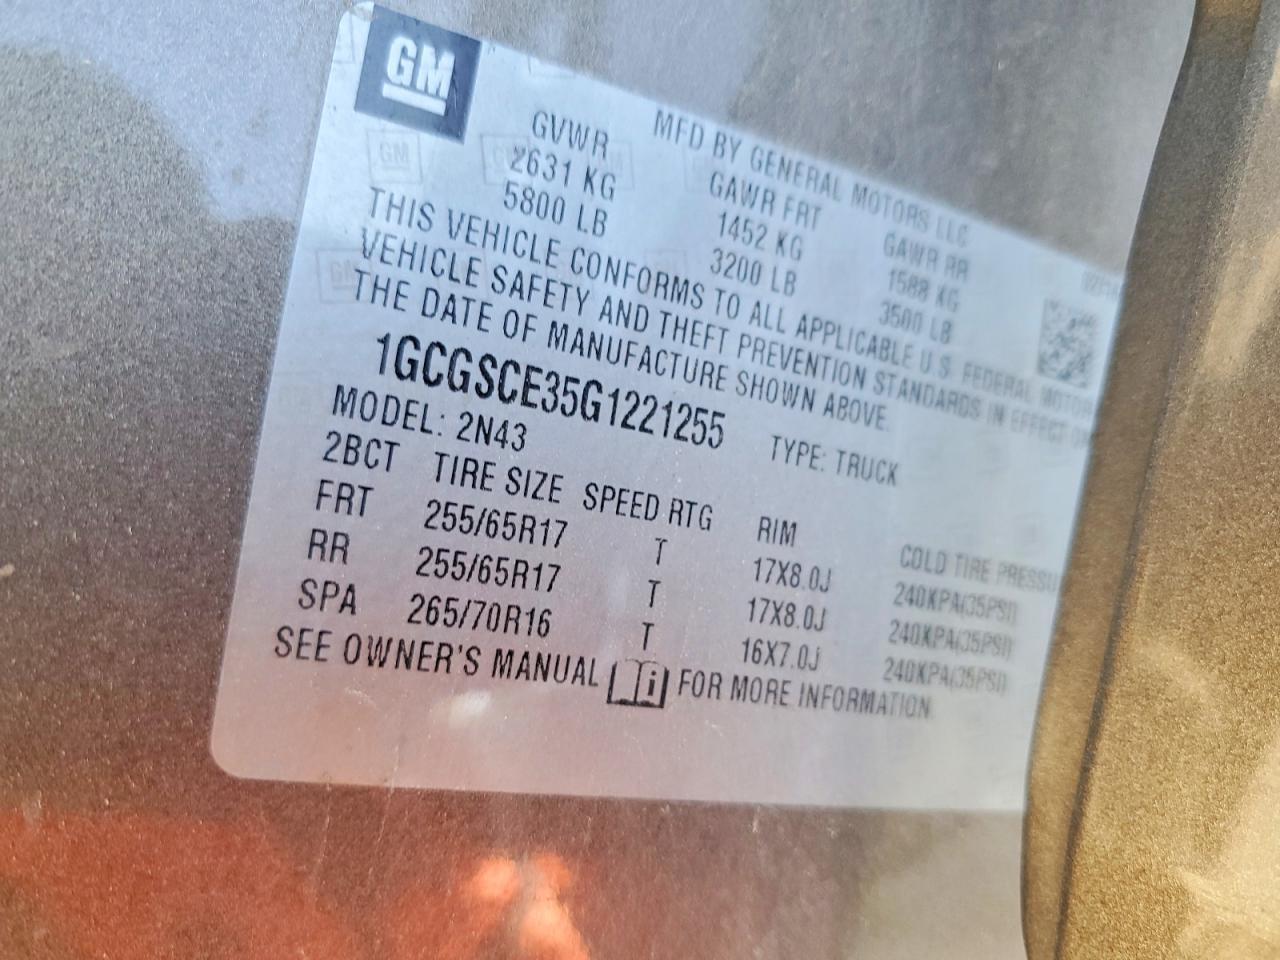 GM
MFD BY GENERAL MOTORS LLC
GVWR GAWR FRT GAWR RR
2631 KG 1452 KG 1588 KG
5800 LB 3200 LB 3500 LB
THIS VEHICLE CONFORMS TO ALL APPLICABLE U.S. FEDERAL MOTOR
VEHICLE SAFETY AND THEFT PREVENTION STANDARDS IN EFFECT ON
THE DATE OF MANUFACTURE SHOWN ABOVE.
1GCGSCE35G1221255 TYPE: TRUCK
MODEL: 2N43
2BCT TIRE SIZE SPEED RTG RIM COLD TIRE PRESSU
FRT 255/65R17 T 17X8.0J 240KPA(35PSI)
RR 255/65R17 T 17X8.0J 240KPA(35PSI)
SPA 265/70R16 T 16X7.0J 240KPA(35PSI)
SEE OWNER'S MANUAL i FOR MORE INFORMATION.